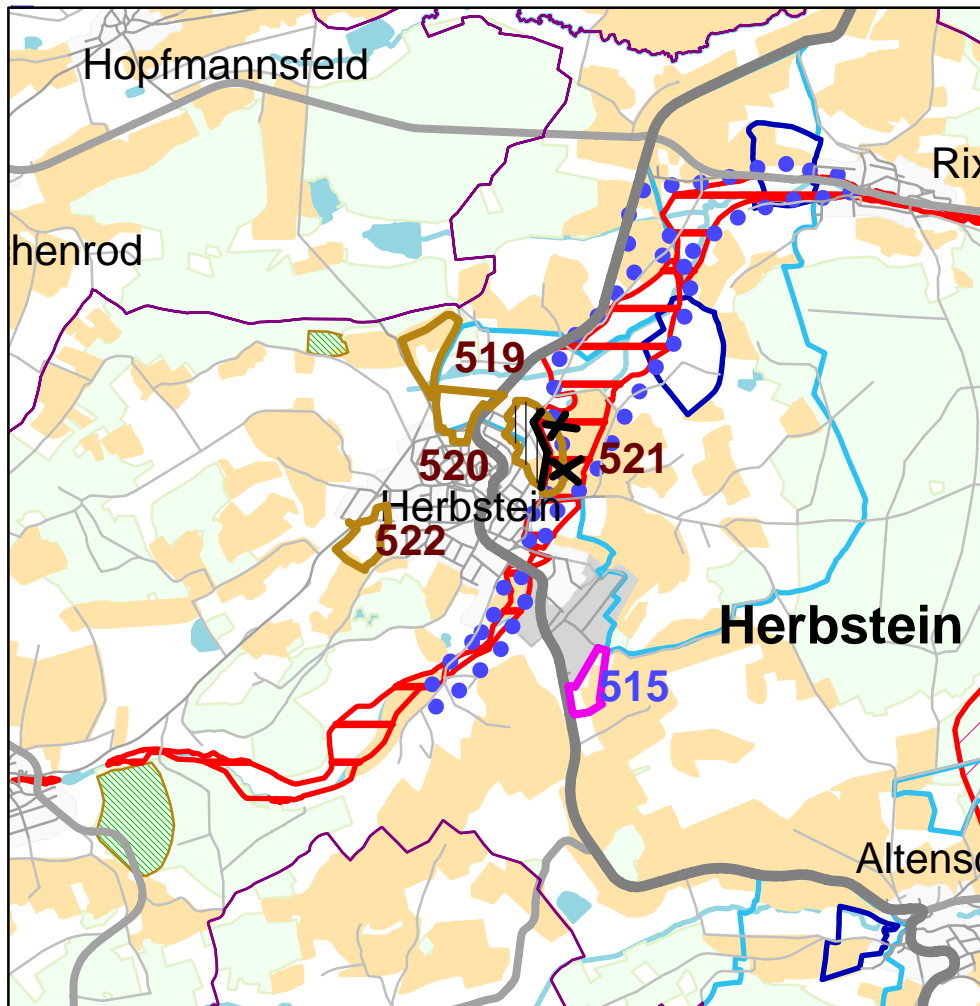 Hopfmannsfeld
Rix
henrod
519
520
521
Herbstein
522
Herbstein
515
Altens